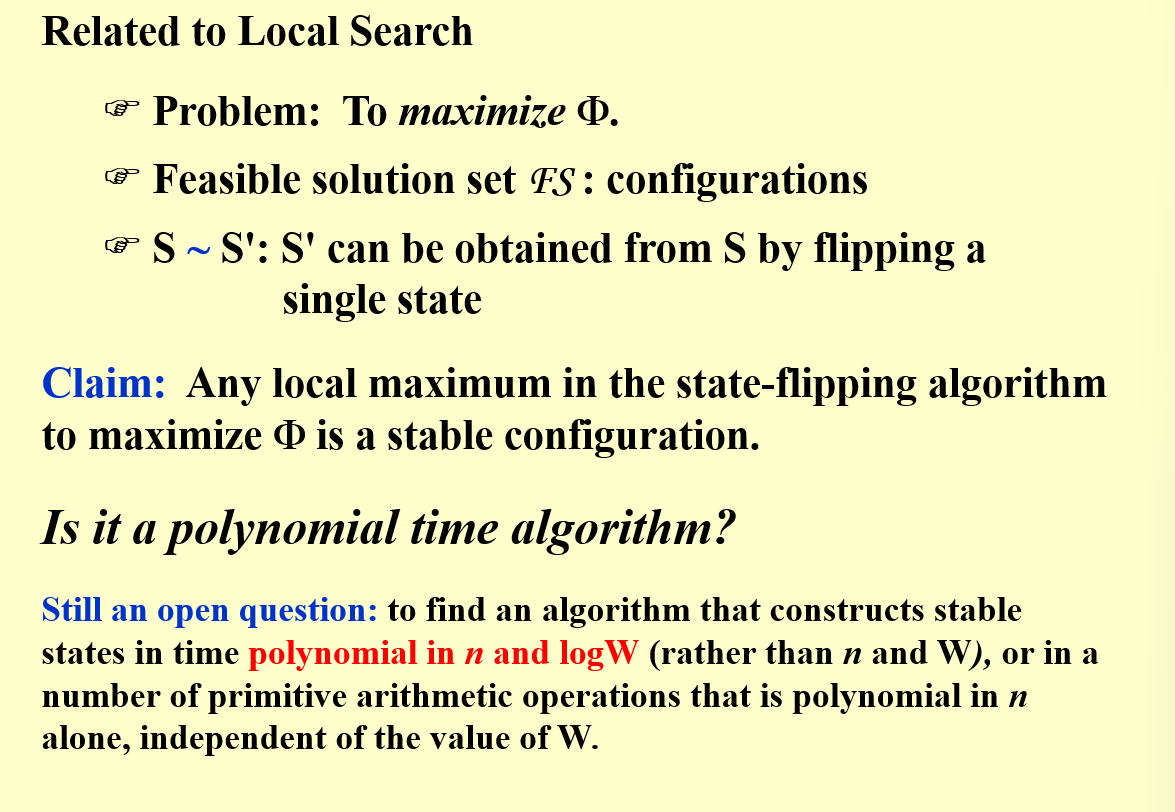 Related to Local Search
☞ Problem: To maximize Φ.
☞ Feasible solution set FS : configurations
☞ S ~ S': S' can be obtained from S by flipping a
single state
Claim: Any local maximum in the state-flipping algorithm
to maximize Φ is a stable configuration.
Is it a polynomial time algorithm?
Still an open question: to find an algorithm that constructs stable
states in time polynomial in n and logW (rather than n and W), or in a
number of primitive arithmetic operations that is polynomial in n
alone, independent of the value of W.